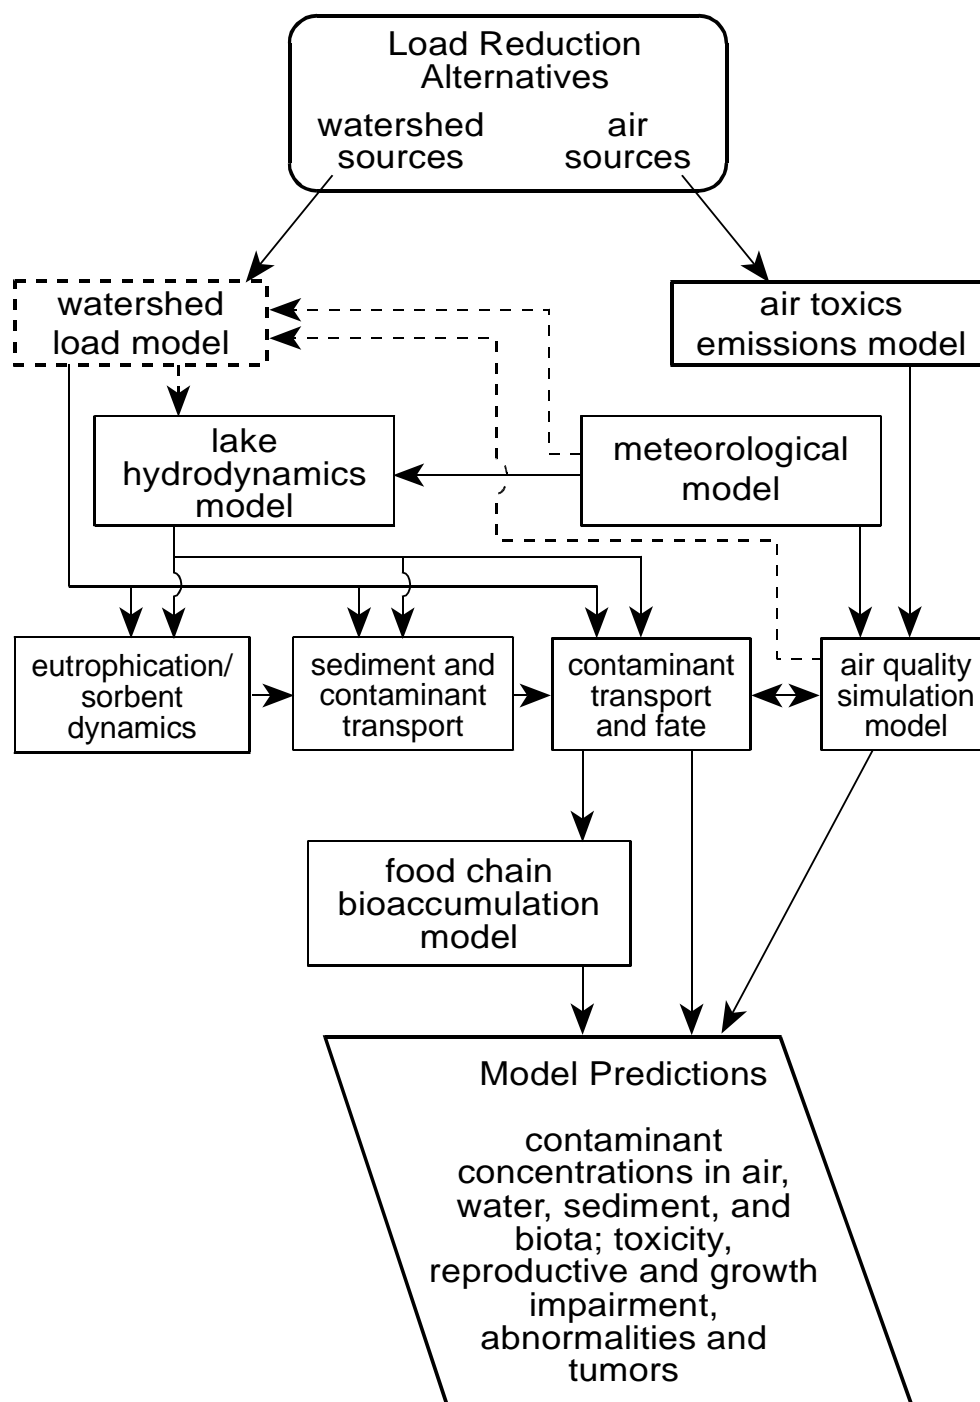 Load Reduction
Alternatives
watershed
sources
air
sources
watershed
load model
air toxics
emissions model
lake
hydrodynamics
model
meteorological
model
eutrophication/
sorbent
dynamics
sediment and
contaminant
transport
contaminant
transport
and fate
air quality
simulation
model
food chain
bioaccumulation
model
Model Predictions
contaminant
concentrations in air,
water, sediment, and
biota; toxicity,
reproductive and growth
impairment,
abnormalities and
tumors